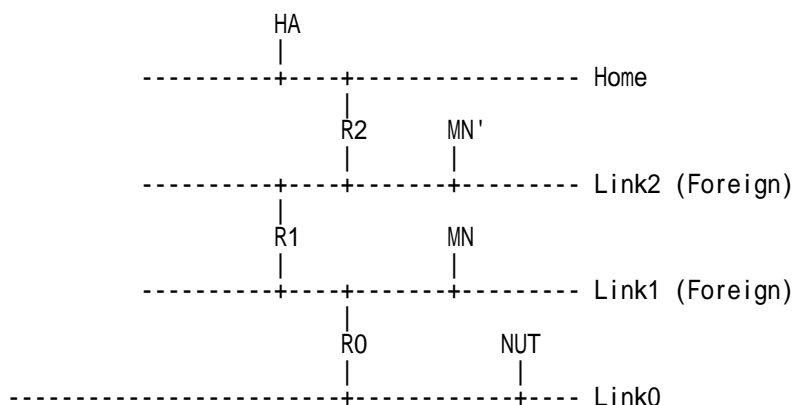 HA
Home
R2 MN'
Link2 (Foreign)
R1 MN
Link1 (Foreign)
R0 NUT
Link0